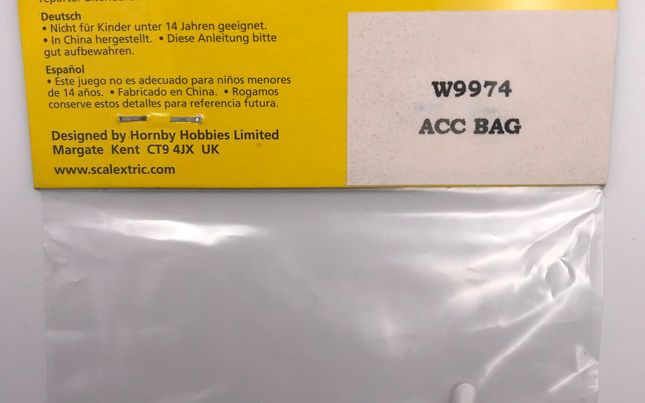 Deutsch
• Nicht für Kinder unter 14 Jahren geeignet.
• In China hergestellt. • Diese Anleitung bitte
gut aufbewahren.
Español
• Este juego no es adecuado para niños menores
de 14 años. • Fabricado en China. • Rogamos
conserve estos detalles para referencia futura.
Designed by Hornby Hobbies Limited
Margate Kent CT9 4JX UK
www.scalextric.com
W9974
ACC BAG